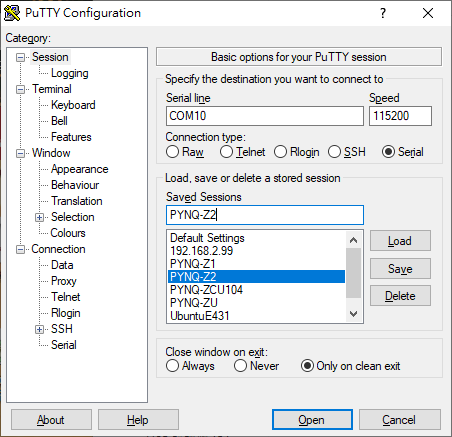 PuTTY Configuration
?
Category:
Session
Logging
Terminal
Keyboard
Bell
Features
Window
Appearance
Behaviour
Translation
Selection
Colours
Connection
Data
Proxy
Telnet
Rlogin
SSH
Serial
Basic options for your PuTTY session
Specify the destination you want to connect to
Serial line Speed
COM10 115200
Connection type:
Raw Telnet Rlogin SSH Serial
Load, save or delete a stored session
Saved Sessions
PYNQ-Z2
Default Settings
192.168.2.99
PYNQ-Z1
PYNQ-Z2
PYNQ-ZCU104
PYNQ-ZU
UbuntuE431
Load
Save
Delete
Close window on exit:
Always Never Only on clean exit
About Help Open Cancel